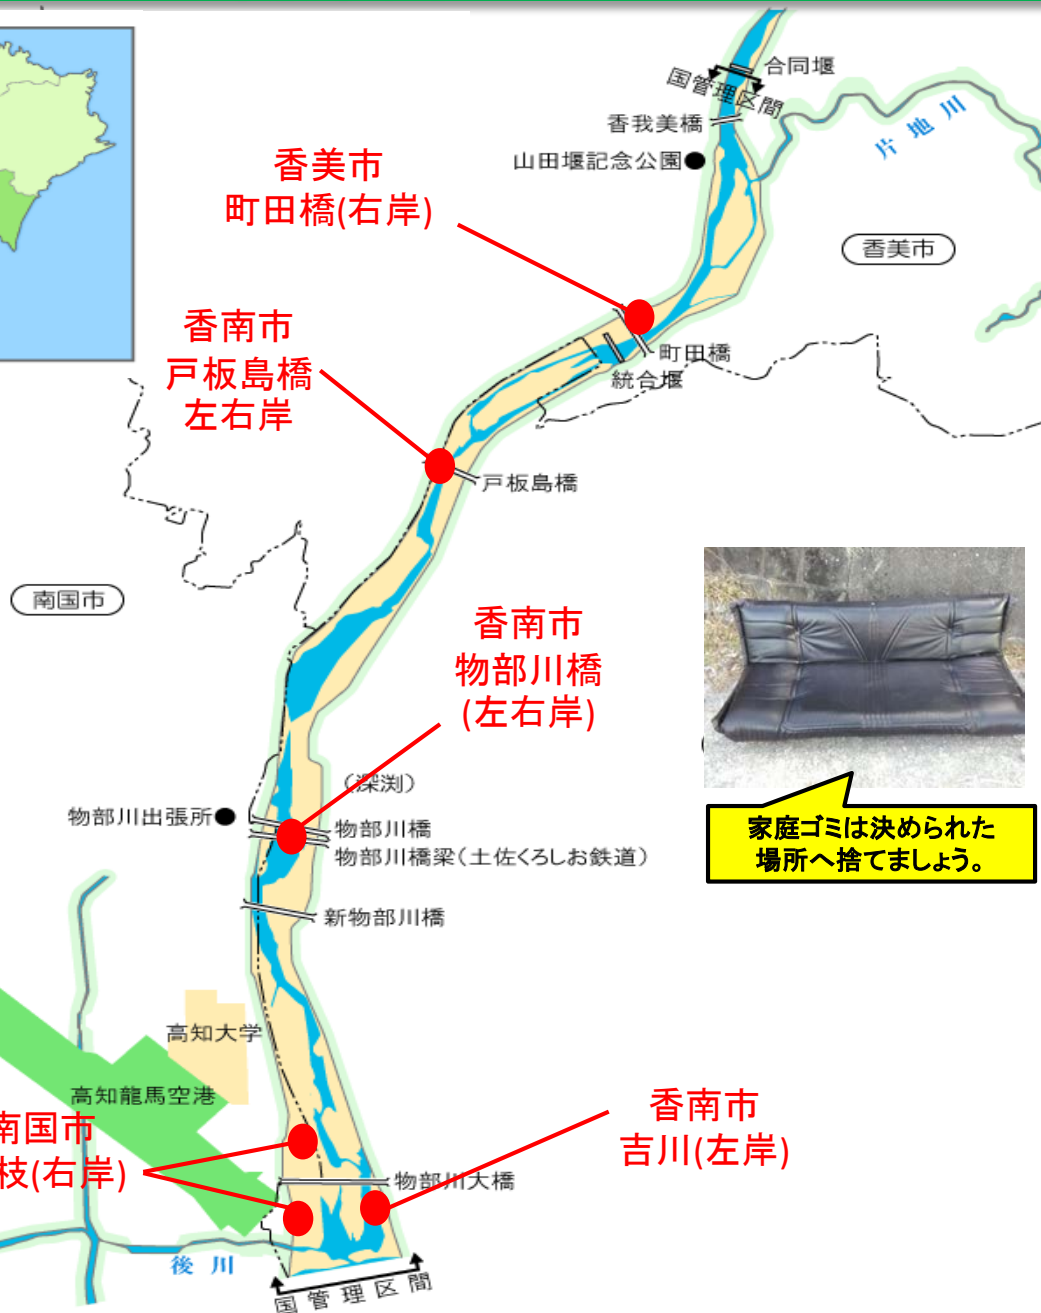 合同堰
国管理区間
香我美橋
片地川
山田堰記念公園
香美市
町田橋(右岸)
香美市
香南市
戸板島橋
左右岸
町田橋
統合堰
戸板島橋
南国市
香南市
物部川橋
(左右岸)
(深渕)
物部川出張所
物部川橋
物部川橋梁(土佐くろしお鉄道)
家庭ゴミは決められた
場所へ捨てましょう。
新物部川橋
高知大学
高知龍馬空港
南国市
枝(右岸)
香南市
吉川(左岸)
物部川大橋
後川
国管理区間